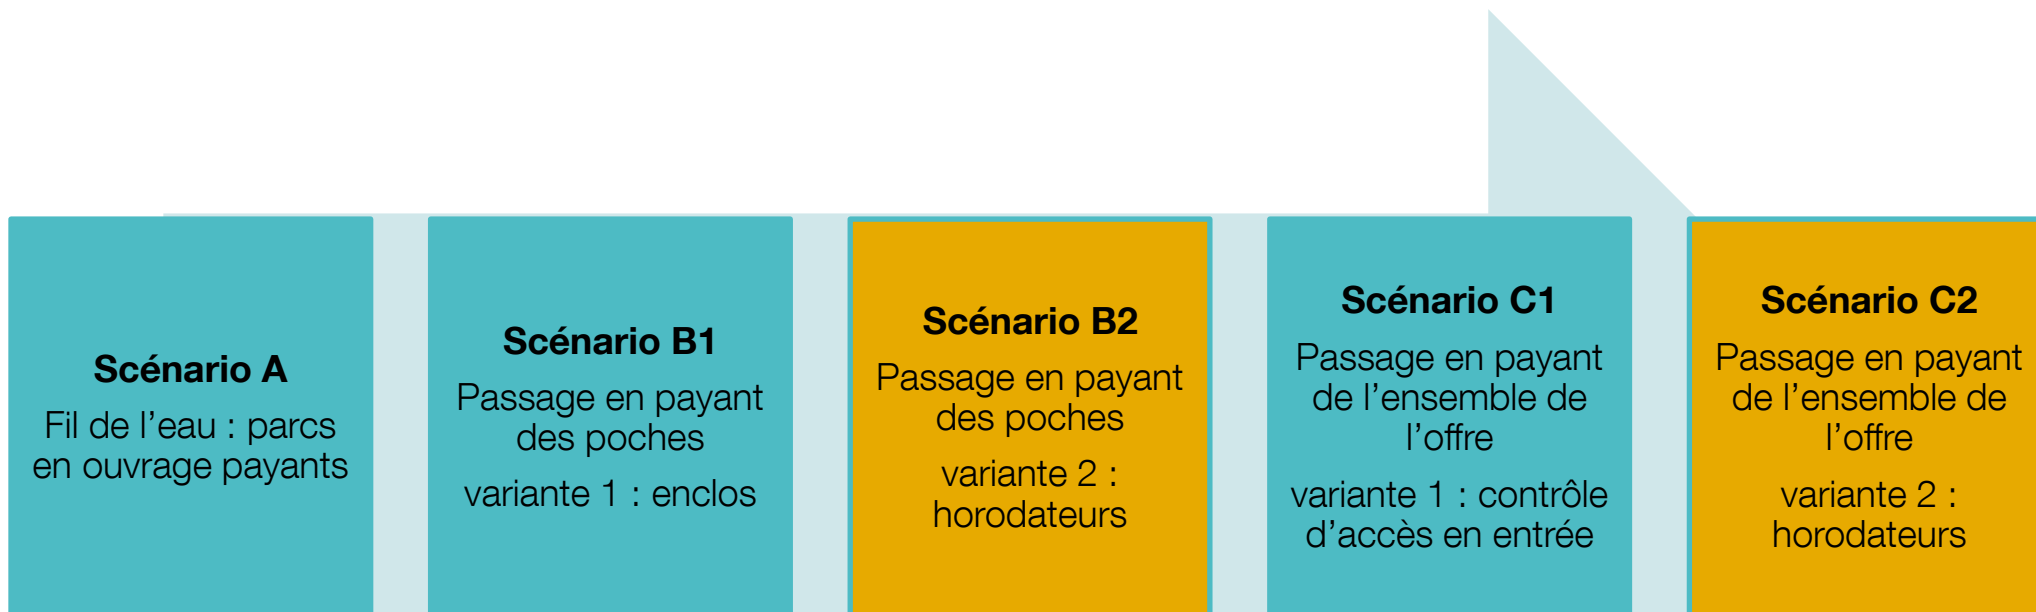 Scénario A
Fil de l’eau : parcs
en ouvrage payants
Scénario B1
Passage en payant
des poches
variante 1 : enclos
Scénario B2
Passage en payant
des poches
variante 2 :
horodateurs
Scénario C1
Passage en payant
de l’ensemble de
l’offre
variante 1 : contrôle
d’accès en entrée
Scénario C2
Passage en payant
de l’ensemble de
l’offre
variante 2 :
horodateurs